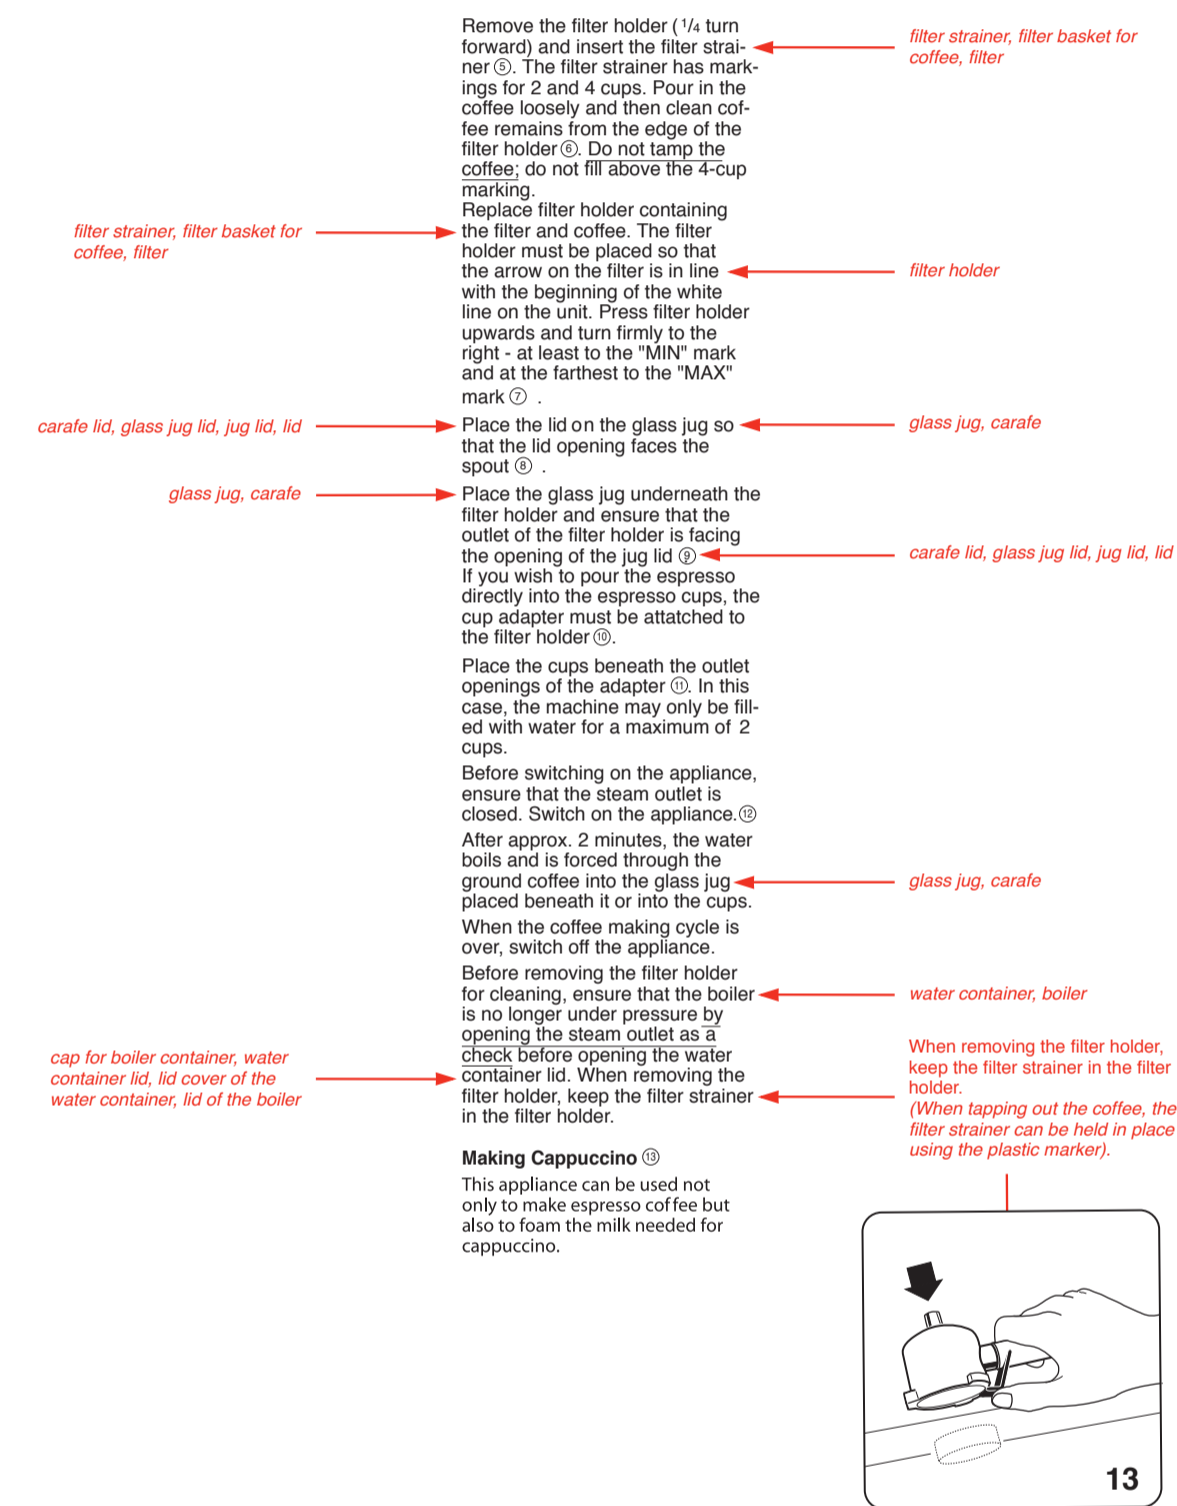 Remove the filter holder (1/4 turn
forward) and insert the filter strai-
ner ⑤. The filter strainer has mark-
ings for 2 and 4 cups. Pour in the
coffee loosely and then clean cof-
fee remains from the edge of the
filter holder ⑥. Do not tamp the
coffee; do not fill above the 4-cup
marking.
filter strainer, filter basket for
coffee, filter
Replace filter holder containing
the filter and coffee. The filter
holder must be placed so that
the arrow on the filter is in line
with the beginning of the white
line on the unit. Press filter holder
upwards and turn firmly to the
right - at least to the "MIN" mark
and at the farthest to the "MAX"
mark ⑦ .
filter strainer, filter basket for
coffee, filter
filter holder
Place the lid on the glass jug so
that the lid opening faces the
spout ⑧ .
carafe lid, glass jug lid, jug lid, lid
glass jug, carafe
Place the glass jug underneath the
filter holder and ensure that the
outlet of the filter holder is facing
the opening of the jug lid ⑨
If you wish to pour the espresso
directly into the espresso cups, the
cup adapter must be attatched to
the filter holder ⑩.
glass jug, carafe
carafe lid, glass jug lid, jug lid, lid
Place the cups beneath the outlet
openings of the adapter ⑪. In this
case, the machine may only be fill-
ed with water for a maximum of 2
cups.
Before switching on the appliance,
ensure that the steam outlet is
closed. Switch on the appliance.⑫
After approx. 2 minutes, the water
boils and is forced through the
ground coffee into the glass jug
placed beneath it or into the cups.
glass jug, carafe
When the coffee making cycle is
over, switch off the appliance.
Before removing the filter holder
for cleaning, ensure that the boiler
is no longer under pressure by
opening the steam outlet as a
check before opening the water
container lid. When removing the
filter holder, keep the filter strainer
in the filter holder.
water container, boiler
cap for boiler container, water
container lid, lid cover of the
water container, lid of the boiler
When removing the filter holder,
keep the filter strainer in the filter
holder.
(When tapping out the coffee, the
filter strainer can be held in place
using the plastic marker).
Making Cappuccino ⑬
This appliance can be used not
only to make espresso coffee but
also to foam the milk needed for
cappuccino.
13